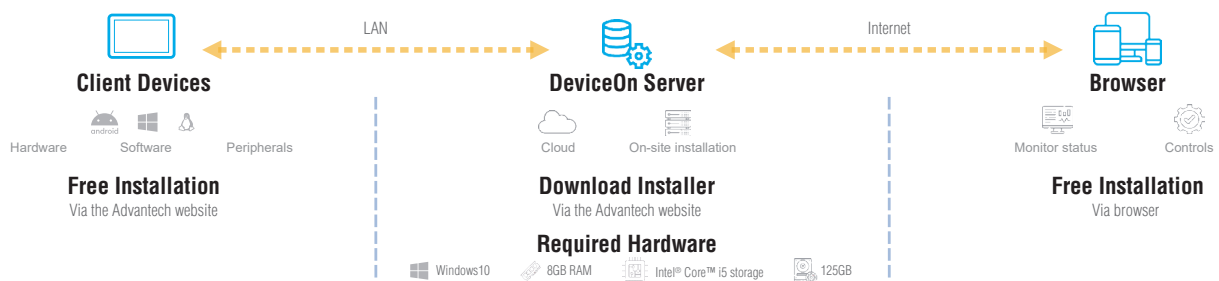 LAN
Internet
Client Devices
DeviceOn Server
Browser
android
Hardware
Software
Peripherals
Cloud
On-site installation
Monitor status
Controls
Free Installation
Via the Advantech website
Download Installer
Via the Advantech website
Free Installation
Via browser
Required Hardware
Windows10
8GB RAM
Intel® Core™ i5 storage
125GB